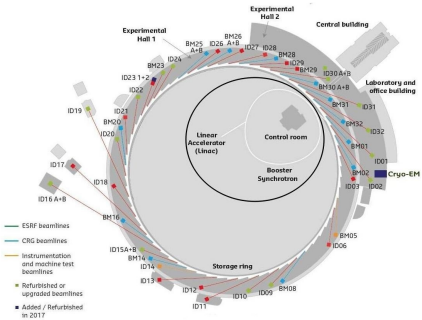 Experimental
Hall 2
Central building
Experimental
Hall 1
BM25
A+B
ID26
BM26
A+B
ID27
ID28
BM28
ID29
BM29
ID30 A+B
BM30 A+B
Laboratory and
office building
ID24
BM23
ID23 1+2
ID22
ID21
BM20
ID20
ID19
ID17
ID18
ID16 A+B
BM16
ID15A+B
BM14
ID14
ID13
ID12
ID11
ID10
ID09
BM08
ID06
BM05
ID03
BM02
ID02
Cryo-EM
ID01
BM01
BM32
ID32
BM31
ID31
Linear
Accelerator
(Linac)
Control room
Booster
Synchrotron
Storage ring
ESRF beamlines
CRG beamlines
Instrumentation
and machine test
beamlines
Refurbished or
upgraded beamlines
Added / Refurbished
in 2017